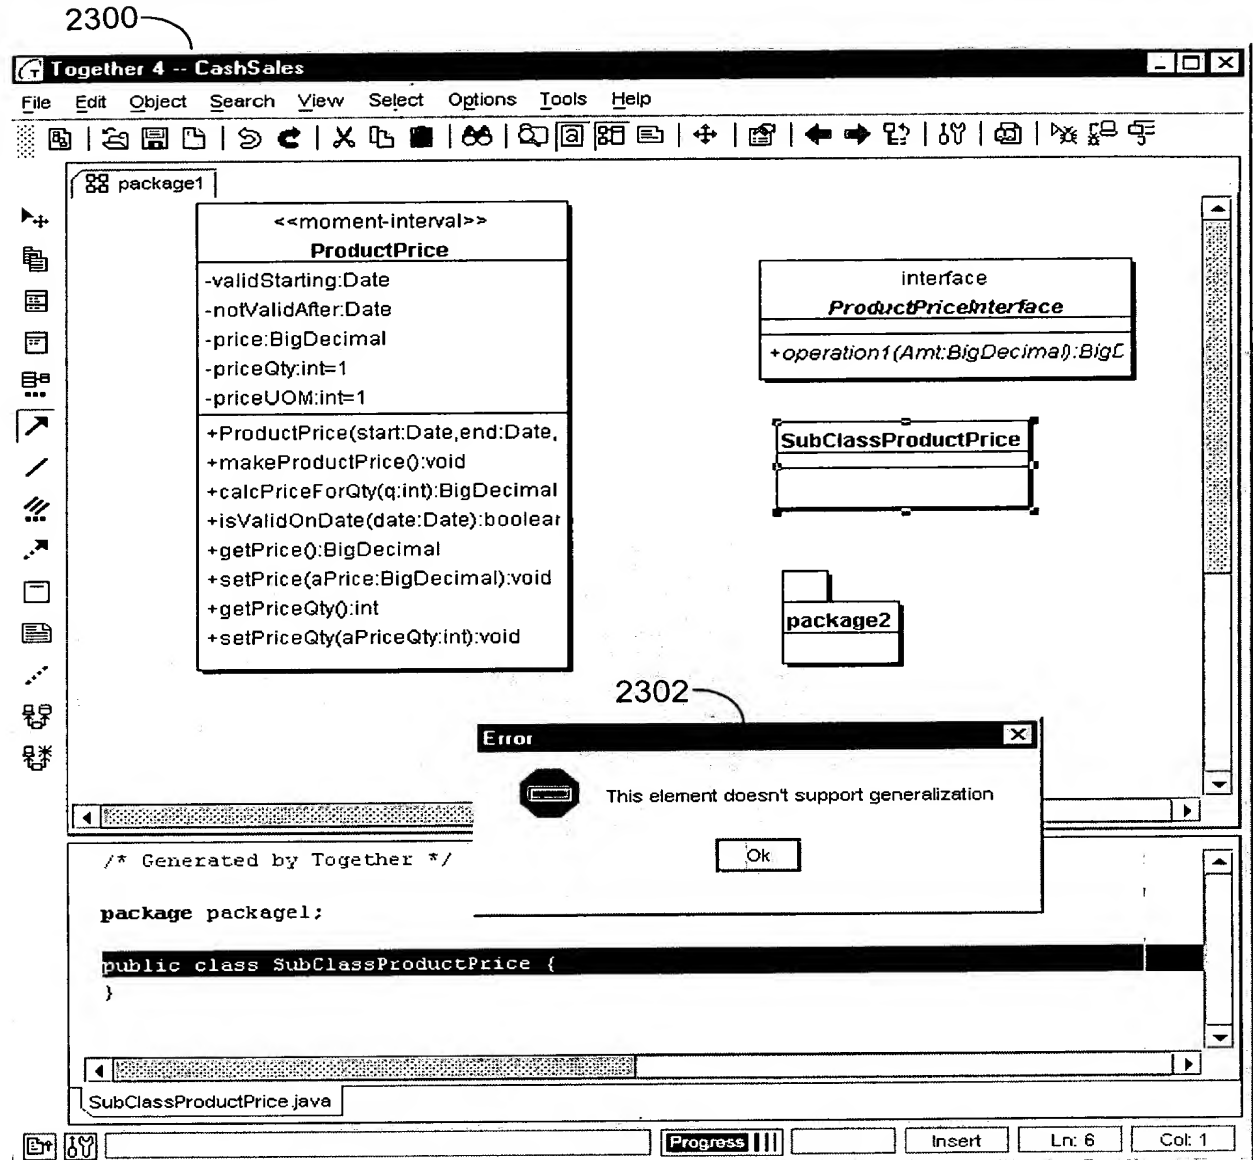 2300
Together 4 -- CashSales
File Edit Object Search View Select Options Tools Help
package1
<<moment-interval>>
ProductPrice
-validStarting:Date
-notValidAfter:Date
-price:BigDecimal
-priceQty:int=1
-priceUOM:int=1
+ProductPrice(start:Date,end:Date,
+makeProductPrice():void
+calcPriceForQty(q:int):BigDecimal
+isValidOnDate(date:Date):boolear
+getPrice():BigDecimal
+setPrice(aPrice:BigDecimal):void
+getPriceQty():int
+setPriceQty(aPriceQty:int):void
interface
ProductPriceInterface
+operation1(Amt:BigDecimal):BigD
SubClassProductPrice
package2
2302
Error
This element doesn't support generalization
Ok
/* Generated by Together */
package package1;
public class SubClassProductPrice {
}
SubClassProductPrice.java
Progress Insert Ln: 6 Col: 1